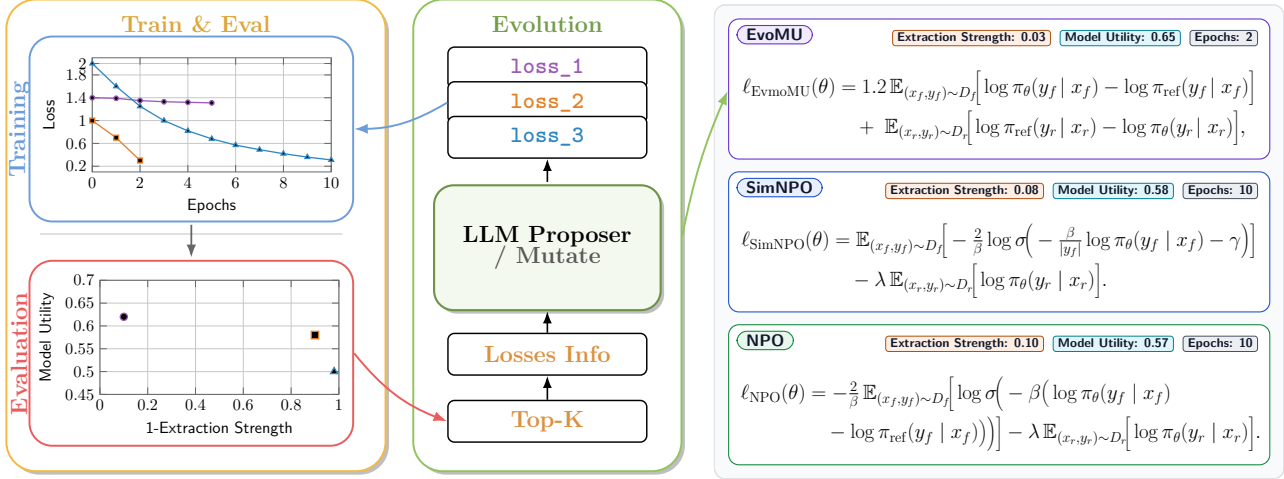 Train & Eval
Training
Loss
2
1.8
1.4
1
0.6
0.2
0 2 4 6 8 10
Epochs
Evaluation
Model Utility
0.7
0.65
0.6
0.55
0.5
0.45
0 0.2 0.4 0.6 0.8 1
1-Extraction Strength
Evolution
loss_1
loss_2
loss_3
LLM Proposer
/ Mutate
Losses Info
Top-K
EvoMU Extraction Strength: 0.03 Model Utility: 0.65 Epochs: 2
ℓ_EvmoMU(θ) = 1.2 𝔼_(x_f,y_f)∼D_f[log π_θ(y_f | x_f) − log π_ref(y_f | x_f)]
+ 𝔼_(x_r,y_r)∼D_r[log π_ref(y_r | x_r) − log π_θ(y_r | x_r)],
SimNPO Extraction Strength: 0.08 Model Utility: 0.58 Epochs: 10
ℓ_SimNPO(θ) = 𝔼_(x_f,y_f)∼D_f[− 2/β log σ(− β/|y_f| log π_θ(y_f | x_f) − γ)]
− λ 𝔼_(x_r,y_r)∼D_r[log π_θ(y_r | x_r)].
NPO Extraction Strength: 0.10 Model Utility: 0.57 Epochs: 10
ℓ_NPO(θ) = −2/β 𝔼_(x_f,y_f)∼D_f[log σ(− β(log π_θ(y_f | x_f)
− log π_ref(y_f | x_f)))] − λ 𝔼_(x_r,y_r)∼D_r[log π_θ(y_r | x_r)].